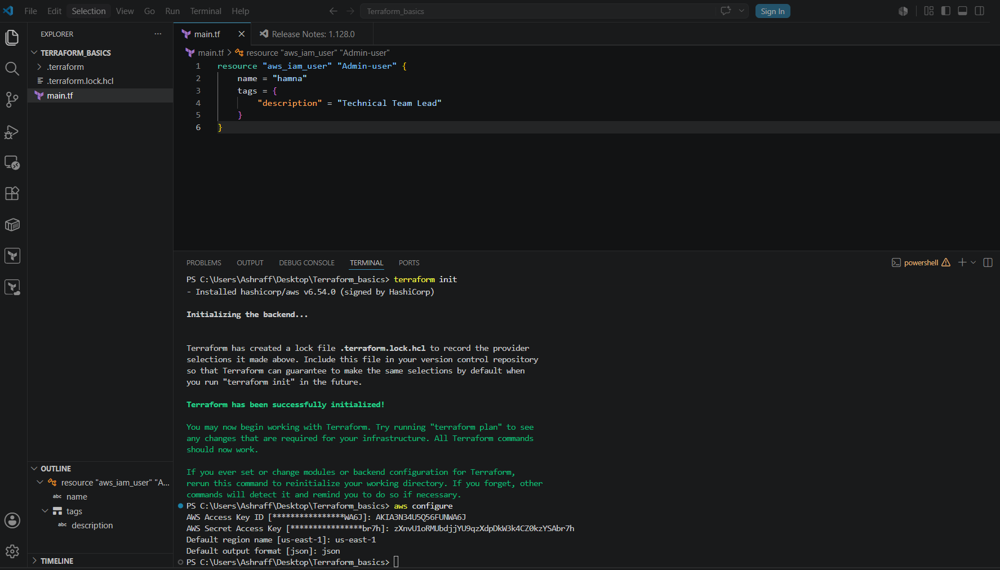 File Edit Selection View Go Run Terminal Help
Terraform_basics
Sign In
EXPLORER
main.tf
Release Notes: 1.128.0
TERRAFORM_BASICS
.terraform
.terraform.lock.hcl
main.tf
main.tf > resource "aws_iam_user" "Admin-user"
1 resource "aws_iam_user" "Admin-user" {
2 name = "hamna"
3 tags = {
4 "description" = "Technical Team Lead"
5 }
6 }
PROBLEMS OUTPUT DEBUG CONSOLE TERMINAL PORTS
powershell
PS C:\Users\Ashraff\Desktop\Terraform_basics> terraform init
- Installed hashicorp/aws v6.54.0 (signed by HashiCorp)
Initializing the backend...
Terraform has created a lock file .terraform.lock.hcl to record the provider
selections it made above. Include this file in your version control repository
so that Terraform can guarantee to make the same selections by default when
you run "terraform init" in the future.
Terraform has been successfully initialized!
You may now begin working with Terraform. Try running "terraform plan" to see
any changes that are required for your infrastructure. All Terraform commands
should now work.
If you ever set or change modules or backend configuration for Terraform,
rerun this command to reinitialize your working directory. If you forget, other
commands will detect it and remind you to do so if necessary.
PS C:\Users\Ashraff\Desktop\Terraform_basics> aws configure
AWS Access Key ID [****************WA6J]: AKIA3N34U5Q56FUNWA6J
AWS Secret Access Key [****************br7h]: 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
Default region name [us-east-1]: us-east-1
Default output format [json]: json
PS C:\Users\Ashraff\Desktop\Terraform_basics>
OUTLINE
resource "aws_iam_user" "A...
abc name
tags
abc description
TIMELINE